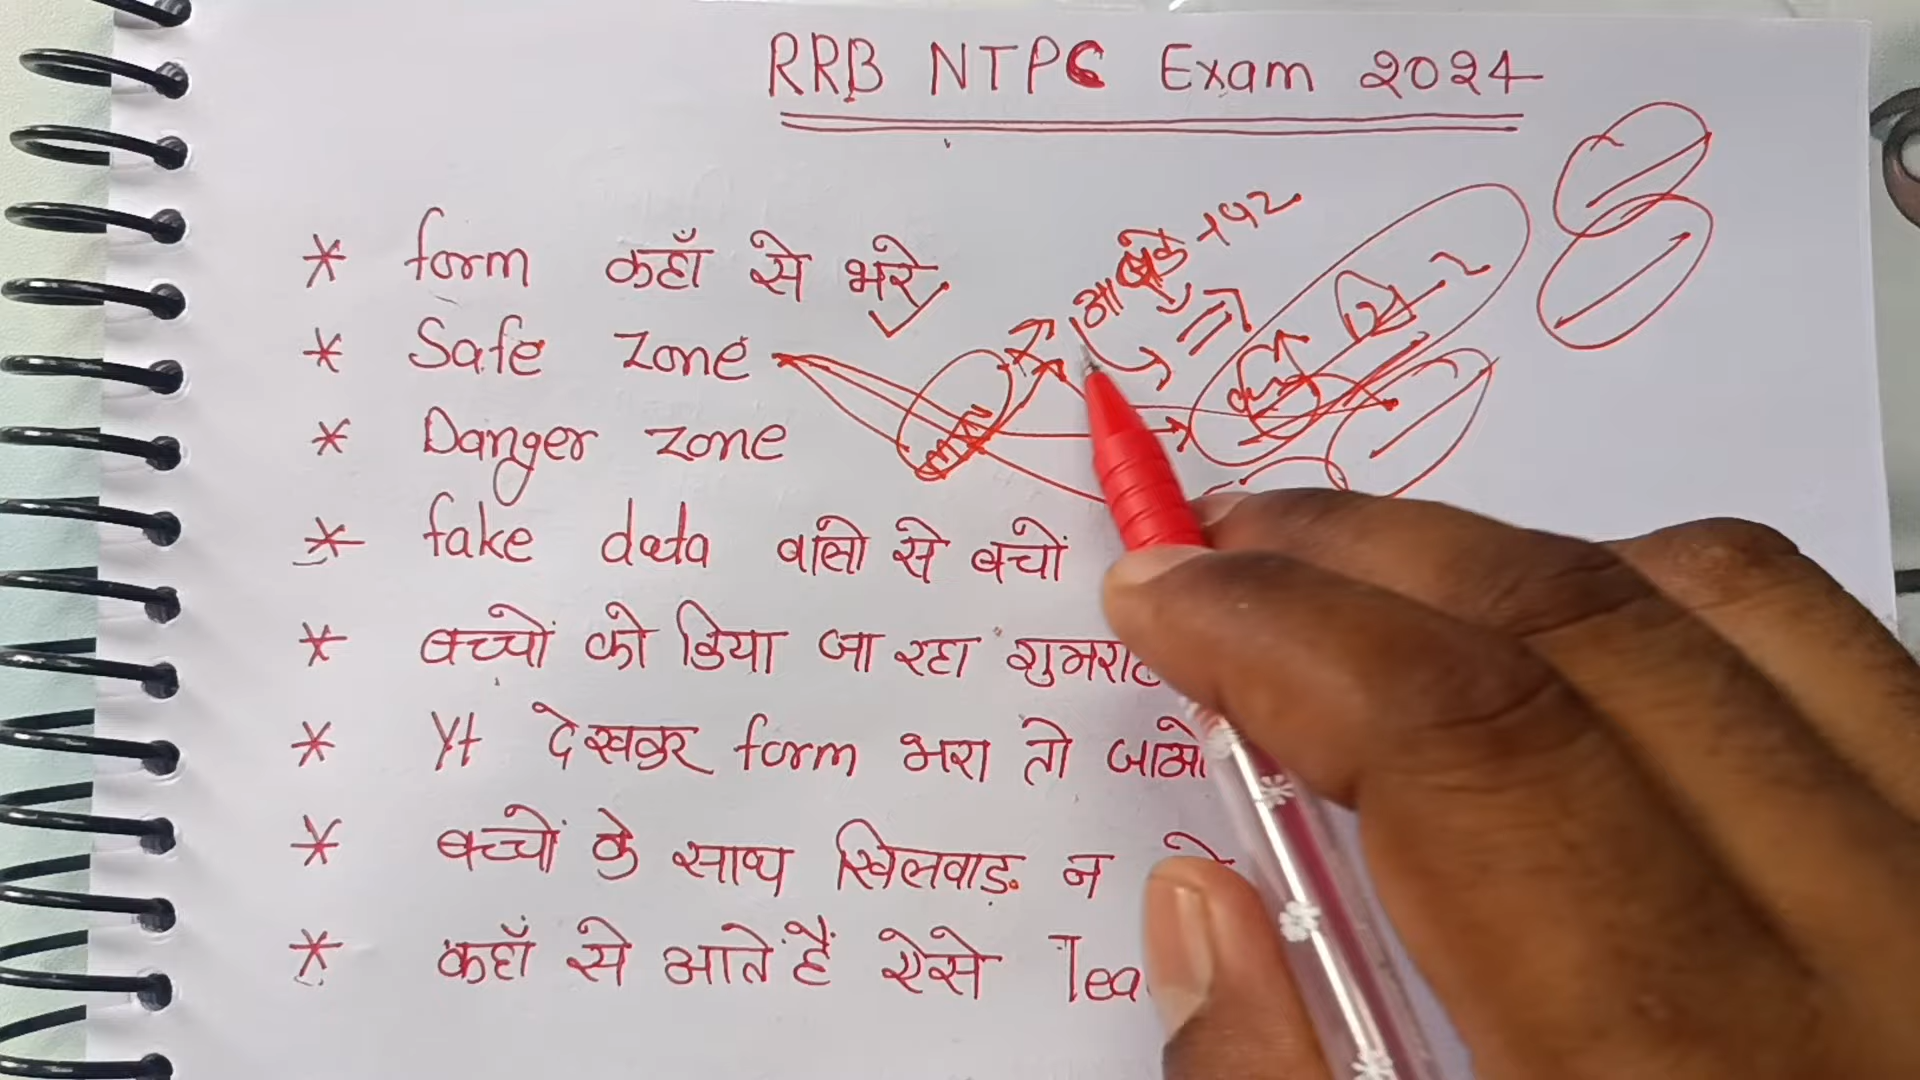 RRB NTPC Exam 2024
* form कहाँ से भरे
* Safe zone
* Danger zone
* fake data वालो से बचों
* बच्चों को डिया जा रहा गुमराह
* Yt देखकर form भरा तो जाओ
* बच्चों के साथ खिलवाड़ न
* कहाँ से आते हैं ऐसे Tea